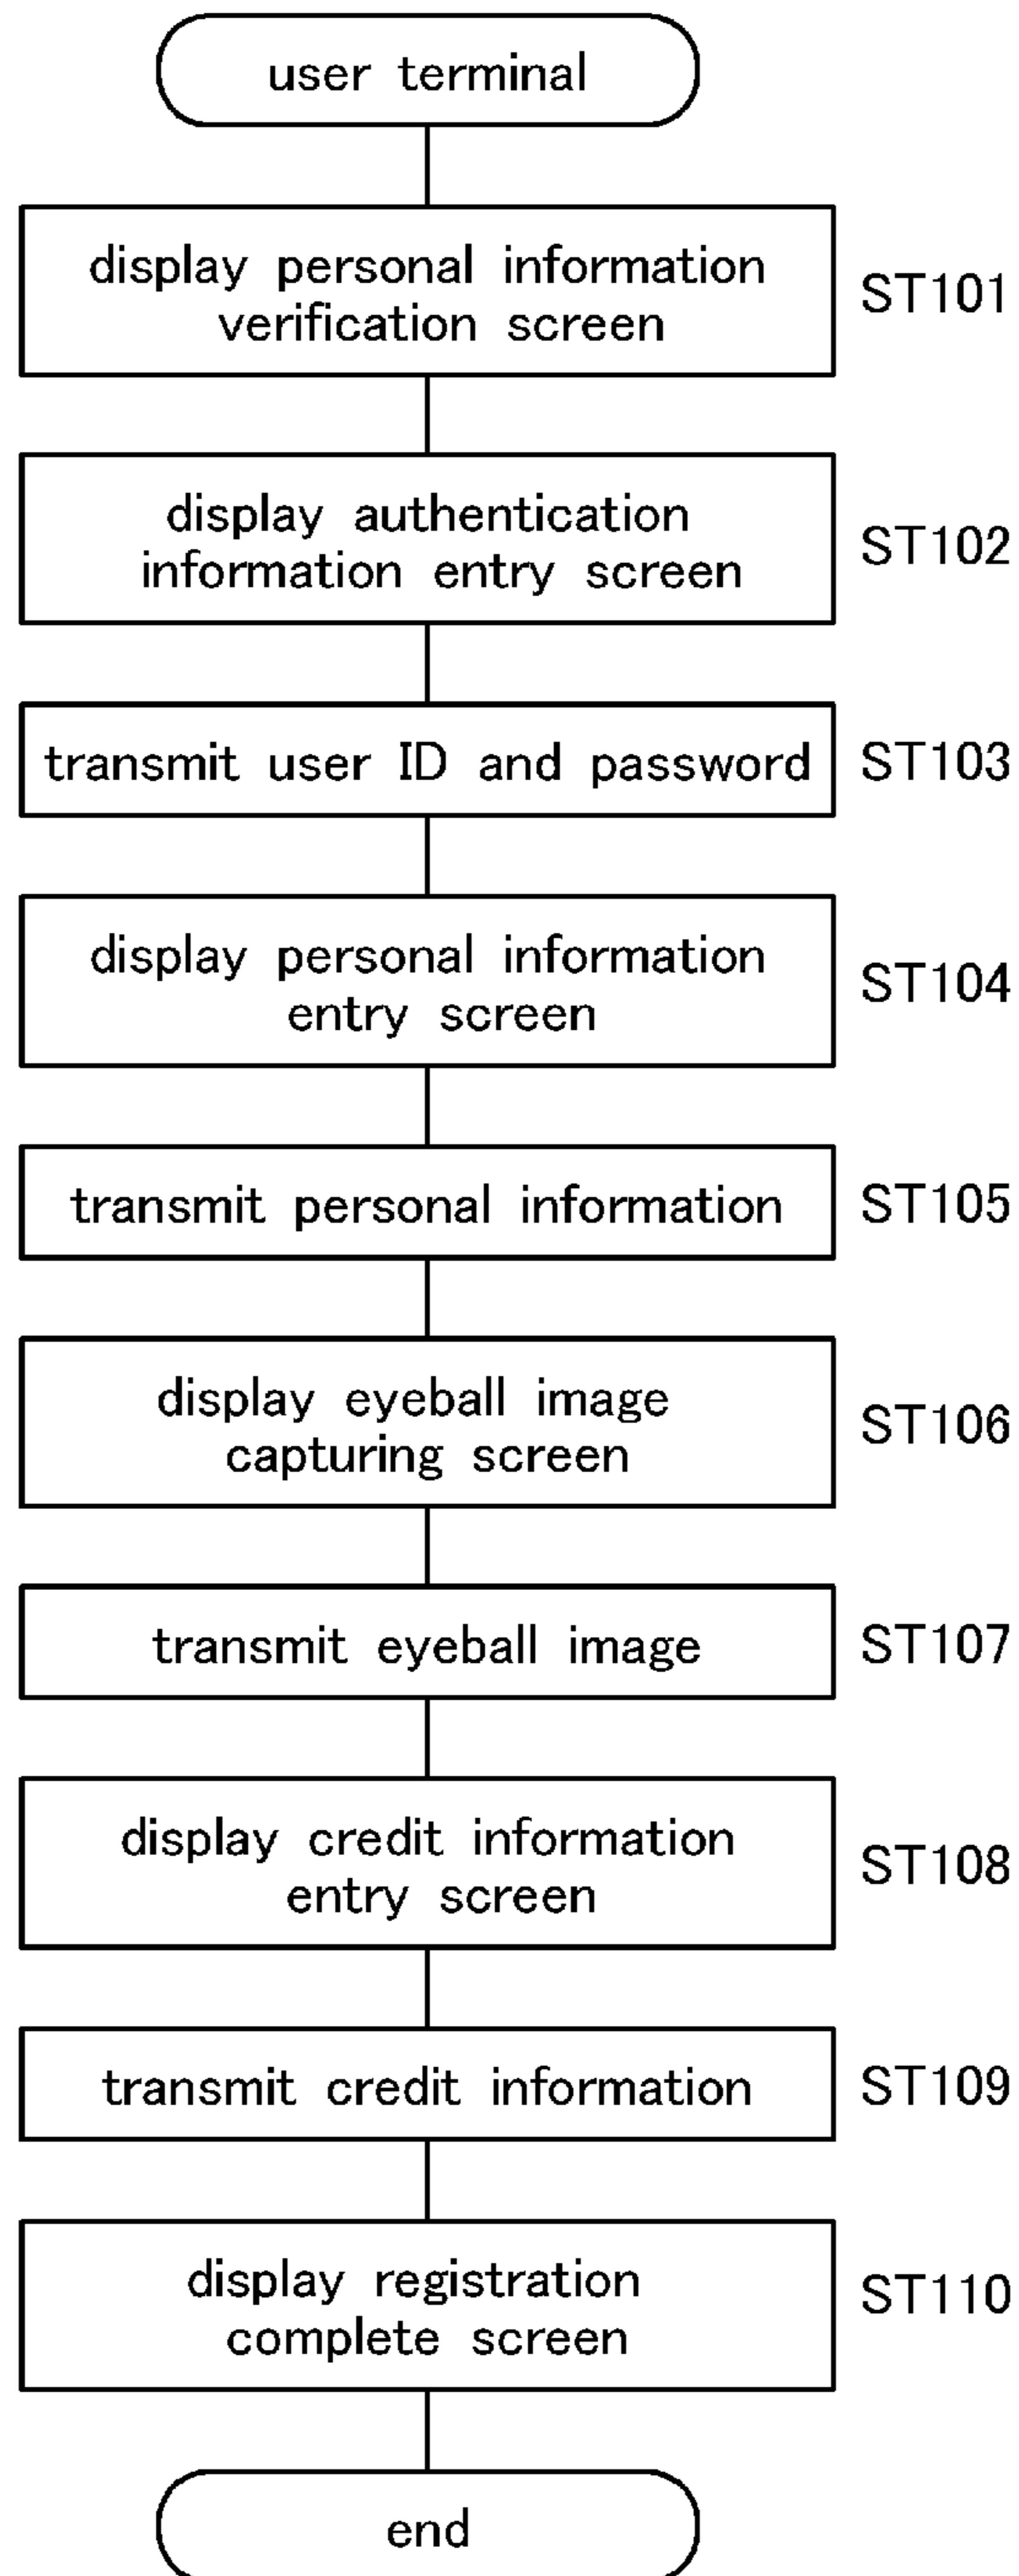 user terminal
display personal information
verification screen
ST101
display authentication
information entry screen
ST102
transmit user ID and password
ST103
display personal information
entry screen
ST104
transmit personal information
ST105
display eyeball image
capturing screen
ST106
transmit eyeball image
ST107
display credit information
entry screen
ST108
transmit credit information
ST109
display registration
complete screen
ST110
end